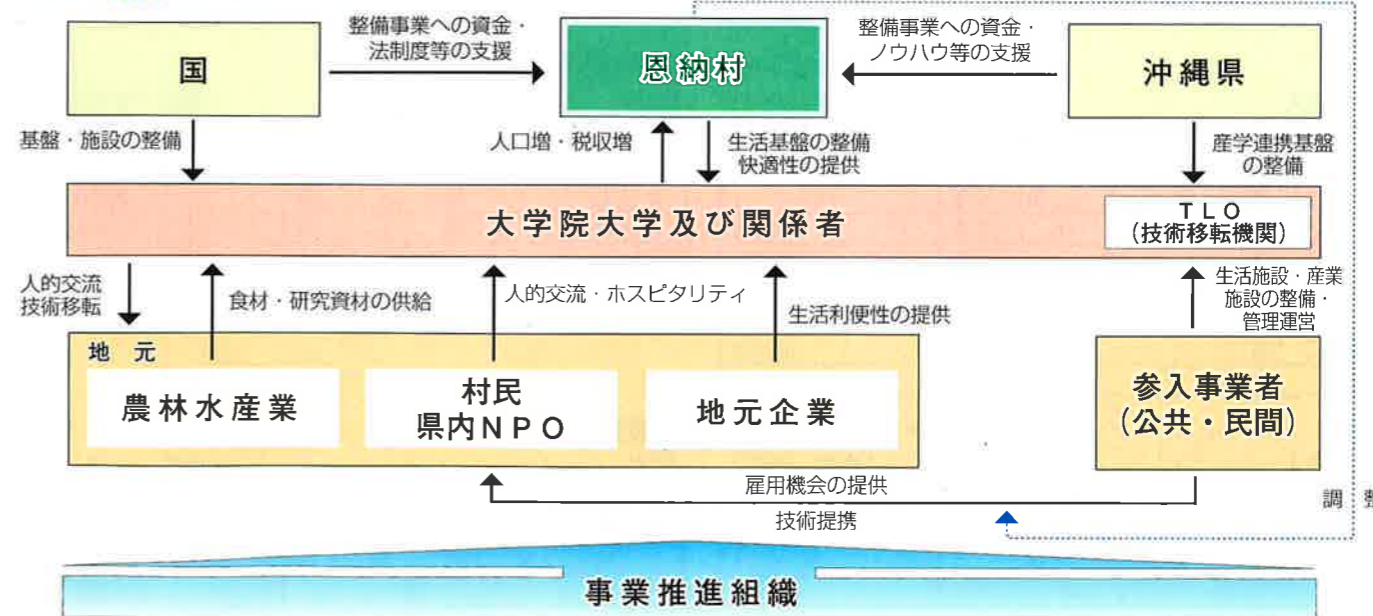 整備事業への資金・
法制度等の支援
整備事業への資金・
ノウハウ等の支援
国
恩納村
沖縄県
基盤・施設の整備
人口増・税収増
生活基盤の整備
快適性の提供
産学連携基盤
の整備
大学院大学及び関係者
TLO
(技術移転機関)
人的交流
技術移転
食材・研究資材の供給
人的交流・ホスピタリティ
生活利便性の提供
生活施設・産業
施設の整備・
管理運営
地元
農林水産業
村民
県内NPO
地元企業
参入事業者
(公共・民間)
雇用機会の提供
技術提携
調整
事業推進組織